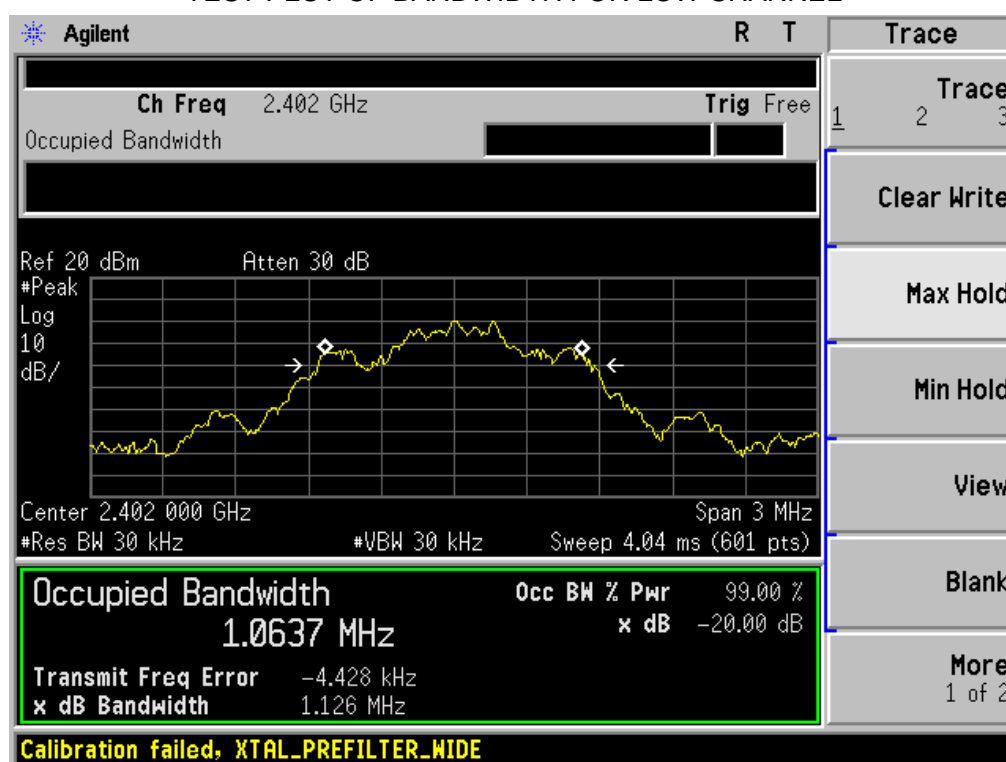 Agilent R T
Ch Freq 2.402 GHz Trig Free
Occupied Bandwidth
Ref 20 dBm Atten 30 dB
#Peak
Log
10
dB/
Center 2.402 000 GHz Span 3 MHz
#Res BW 30 kHz #VBW 30 kHz Sweep 4.04 ms (601 pts)
Occupied Bandwidth
1.0637 MHz
Occ BW % Pwr 99.00 %
x dB -20.00 dB
Transmit Freq Error -4.428 kHz
x dB Bandwidth 1.126 MHz
Calibration failed, XTAL_PREFILTER_WIDE
Trace
Trace
1 2 3
Clear Write
Max Hold
Min Hold
View
Blank
More
1 of 2